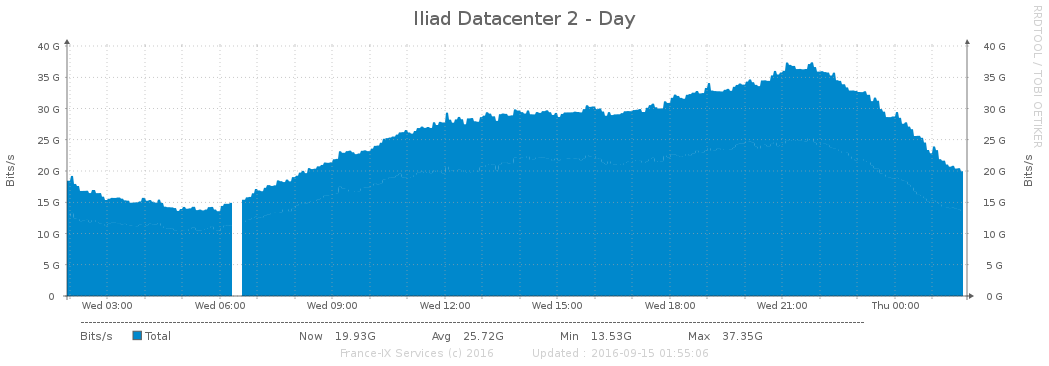 Iliad Datacenter 2 - Day
RRDTOOL / TOBI OETIKER
Bits/s
Bits/s
40 G 40 G
35 G 35 G
30 G 30 G
25 G 25 G
20 G 20 G
15 G 15 G
10 G 10 G
5 G 5 G
0 0 G
Wed 03:00 Wed 06:00 Wed 09:00 Wed 12:00 Wed 15:00 Wed 18:00 Wed 21:00 Thu 00:00
Bits/s Total Now 19.93G Avg 25.72G Min 13.53G Max 37.35G
France-IX Services (c) 2016 Updated : 2016-09-15 01:55:06